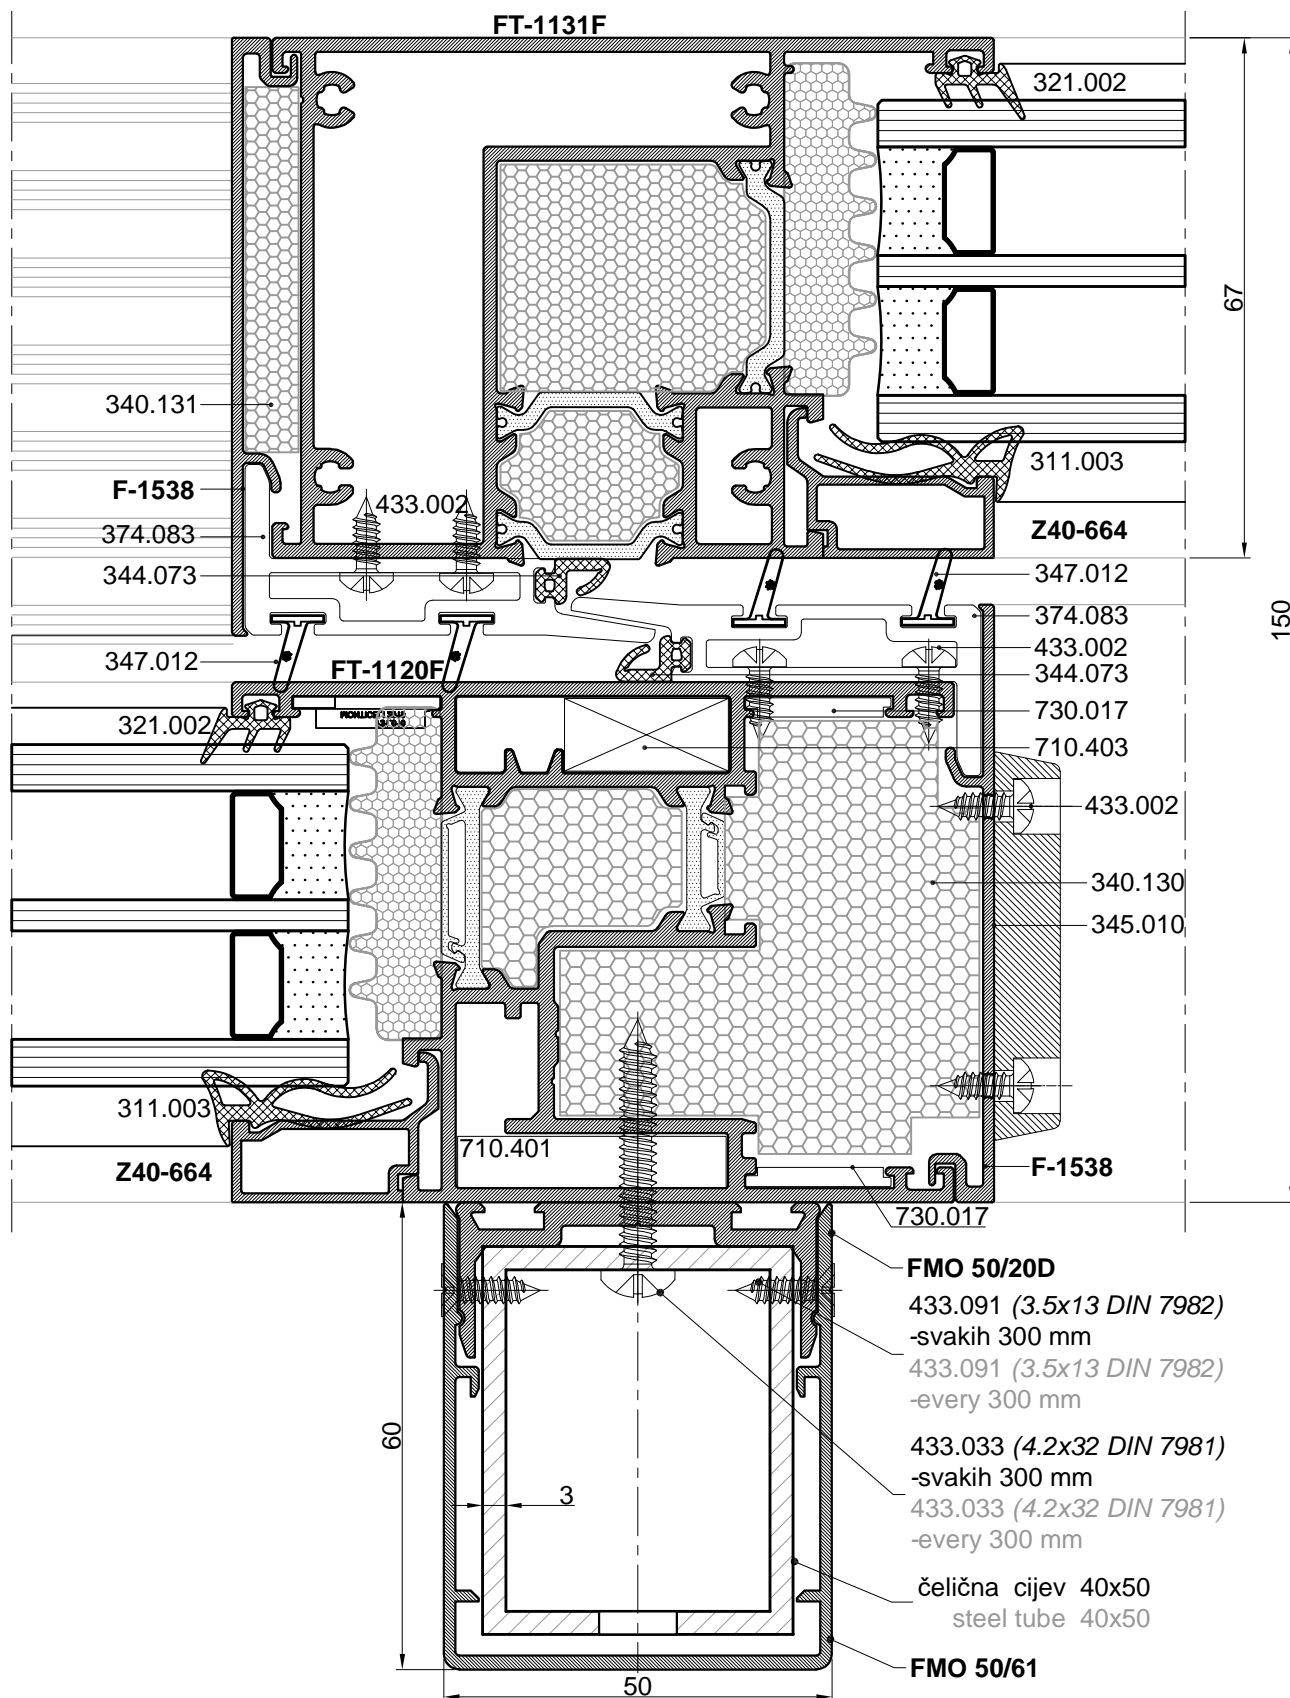 FT-1131F
321.002
67
340.131
311.003
F-1538
433.002
Z40-664
374.083
344.073
347.012
374.083
150
433.002
347.012
FT-1120F
344.073
730.017
321.002
710.403
433.002
340.130
345.010
311.003
710.401
Z40-664
F-1538
730.017
FMO 50/20D
433.091 (3.5x13 DIN 7982)
-svakih 300 mm
433.091 (3.5x13 DIN 7982)
-every 300 mm
60
433.033 (4.2x32 DIN 7981)
-svakih 300 mm
3
433.033 (4.2x32 DIN 7981)
-every 300 mm
čelična cijev 40x50
steel tube 40x50
FMO 50/61
50